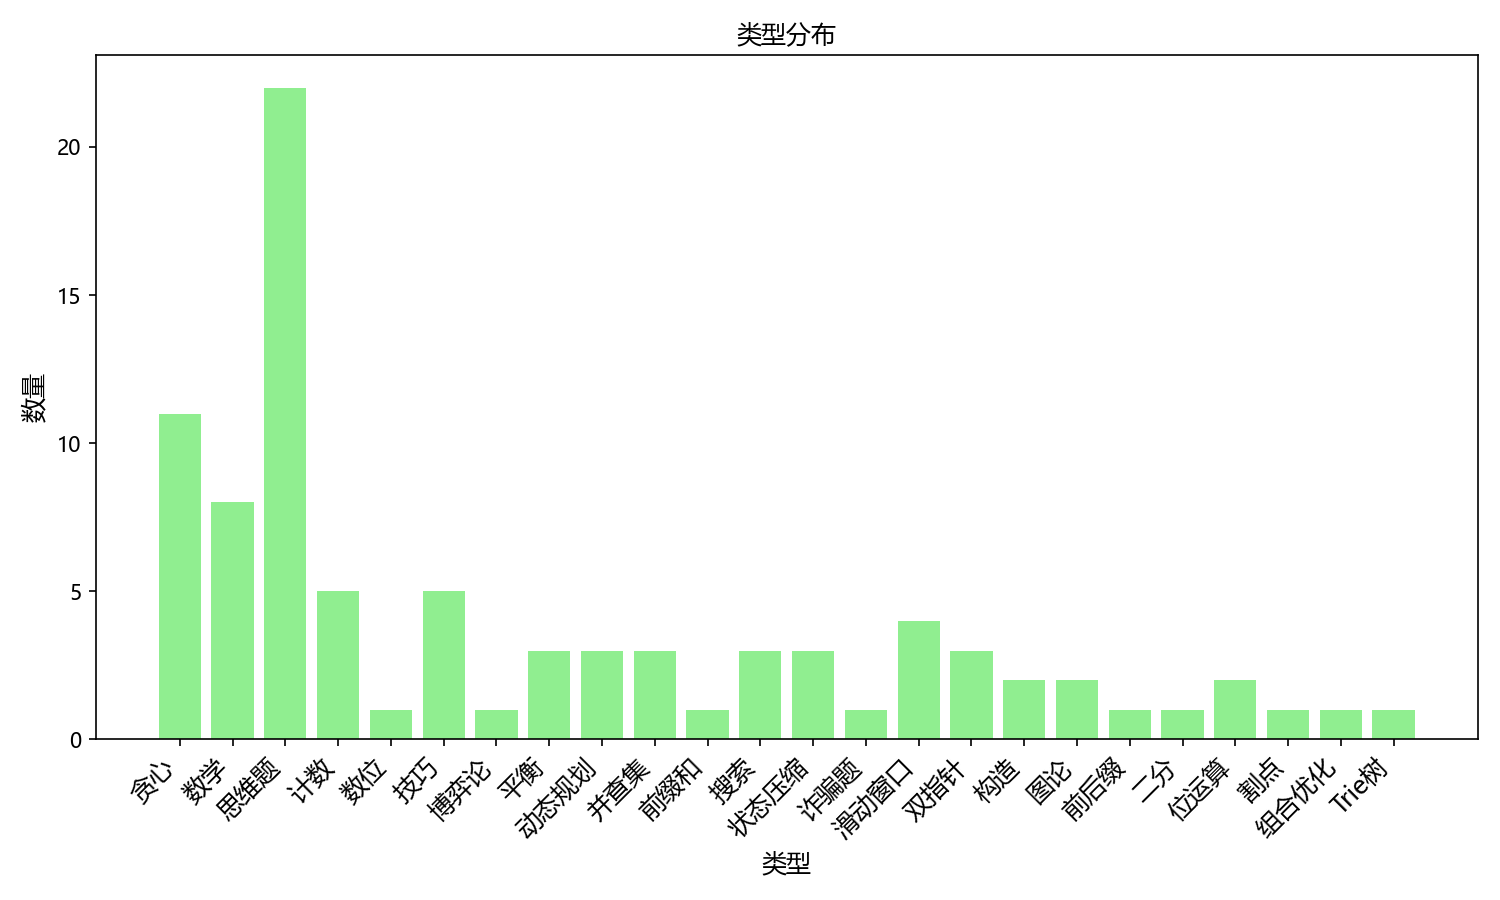 类型分布
数量
20
15
10
5
0
贪心
数学
思维题
计数
数位
技巧
博弈论
平衡
动态规划
并查集
前缀和
搜索
状态压缩
诈骗题
滑动窗口
双指针
构造
图论
前后缀
二分
位运算
割点
组合优化
Trie树
类型